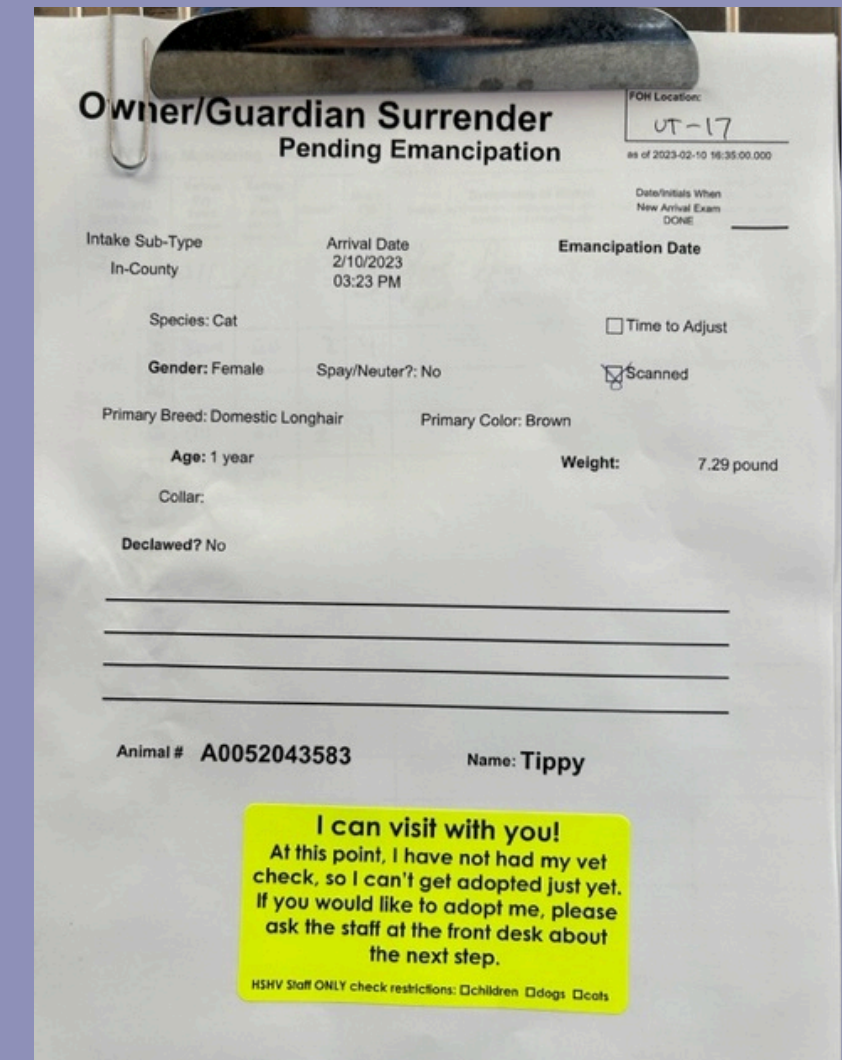 Owner/Guardian Surrender
Pending Emancipation
FOH Location:
UT-17
as of 2023-02-10 16:35:00.000
Date/Initials When
New Arrival Exam
DONE
Intake Sub-Type
In-County
Arrival Date
2/10/2023
03:23 PM
Emancipation Date
Species: Cat
Time to Adjust
Gender: Female Spay/Neuter?: No
Scanned
Primary Breed: Domestic Longhair Primary Color: Brown
Age: 1 year
Weight: 7.29 pound
Collar:
Declawed? No
Animal # A0052043583 Name: Tippy
I can visit with you!
At this point, I have not had my vet
check, so I can't get adopted just yet.
If you would like to adopt me, please
ask the staff at the front desk about
the next step.
HSHV Staff ONLY check restrictions: ☐children ☐dogs ☐cats